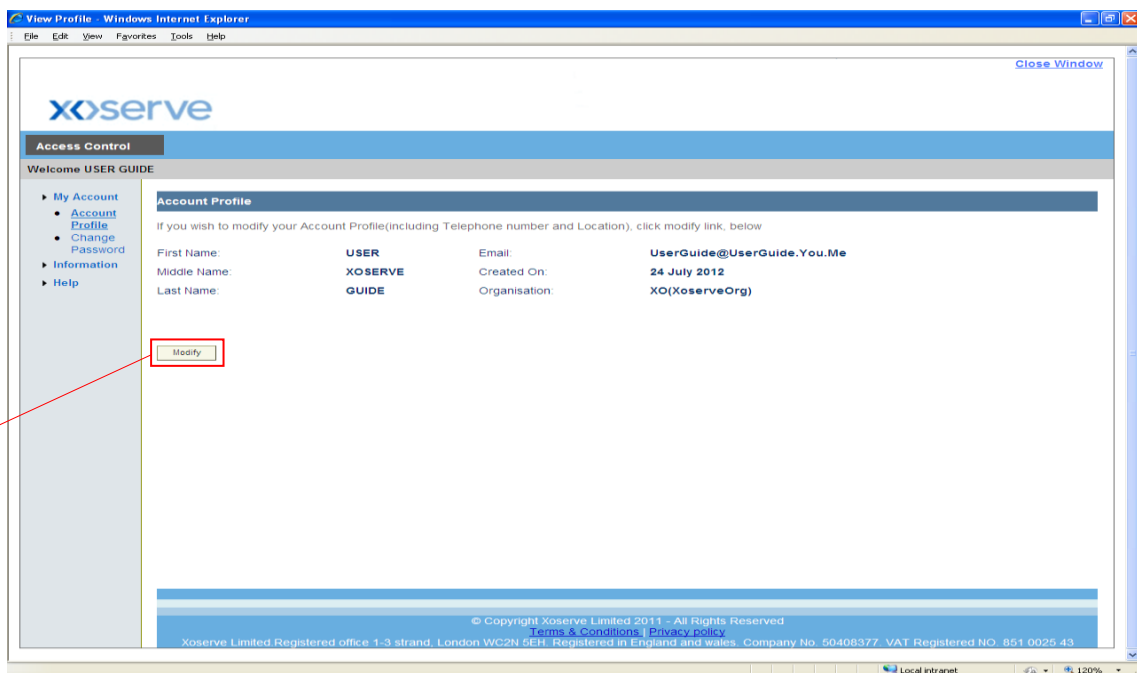 View Profile - Windows Internet Explorer
File Edit View Favorites Tools Help
Close Window
xoserve
Access Control
Welcome USER GUIDE
My Account
Account Profile
Change Password
Information
Help
Account Profile
If you wish to modify your Account Profile(including Telephone number and Location), click modify link, below
First Name: USER Email: UserGuide@UserGuide.You.Me
Middle Name: XOSERVE Created On: 24 July 2012
Last Name: GUIDE Organisation: XO(XoserveOrg)
Modify
© Copyright Xoserve Limited 2011 - All Rights Reserved
Terms & Conditions | Privacy policy
Xoserve Limited Registered office 1-3 strand, London WC2N 5EH. Registered in England and wales. Company No. 50408377. VAT Registered NO. 851 0025 43
Local intranet 120%